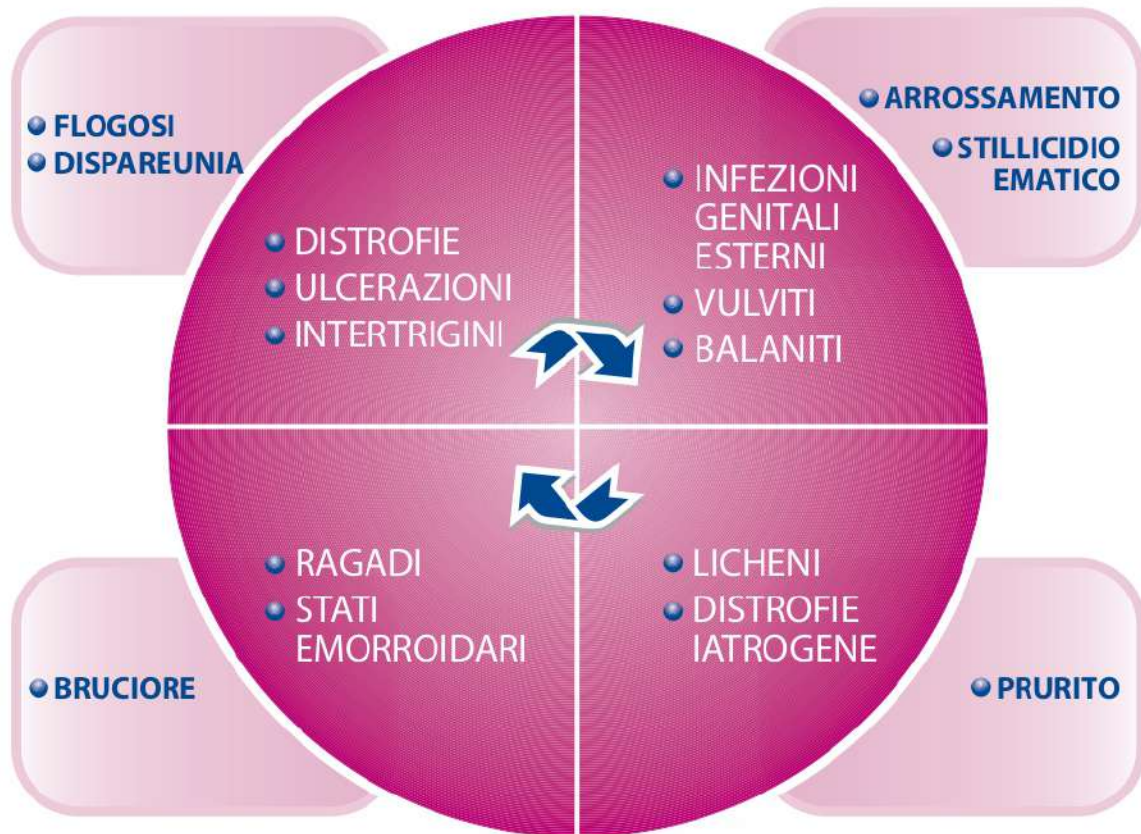 FLOGOSI
DISPAREUNIA
ARROSSAMENTO
STILLICIDIO
EMATICO
DISTROFIE
ULCERAZIONI
INTERTRIGINI
INFEZIONI
GENITALI
ESTERNI
VULVITI
BALANITI
RAGADI
STATI
EMORROIDARI
LICHENI
DISTROFIE
IATROGENE
BRUCIORE
PRURITO